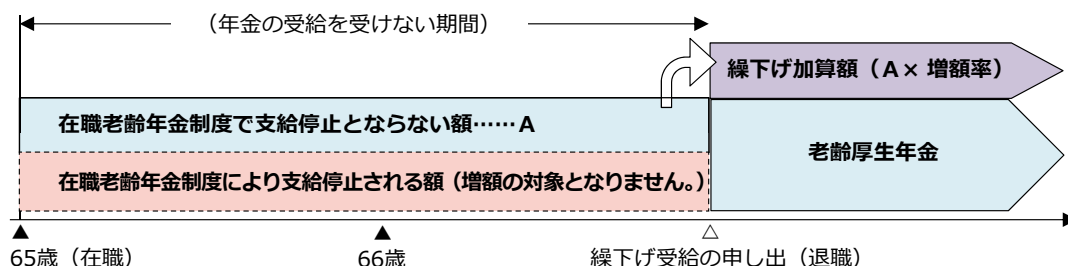 （年金の受給を受けない期間）
繰下げ加算額（A× 増額率）
在職老齢年金制度で支給停止とならない額……A
老齢厚生年金
在職老齢年金制度により支給停止される額（増額の対象となりません。）
65歳（在職）
66歳
繰下げ受給の申し出（退職）